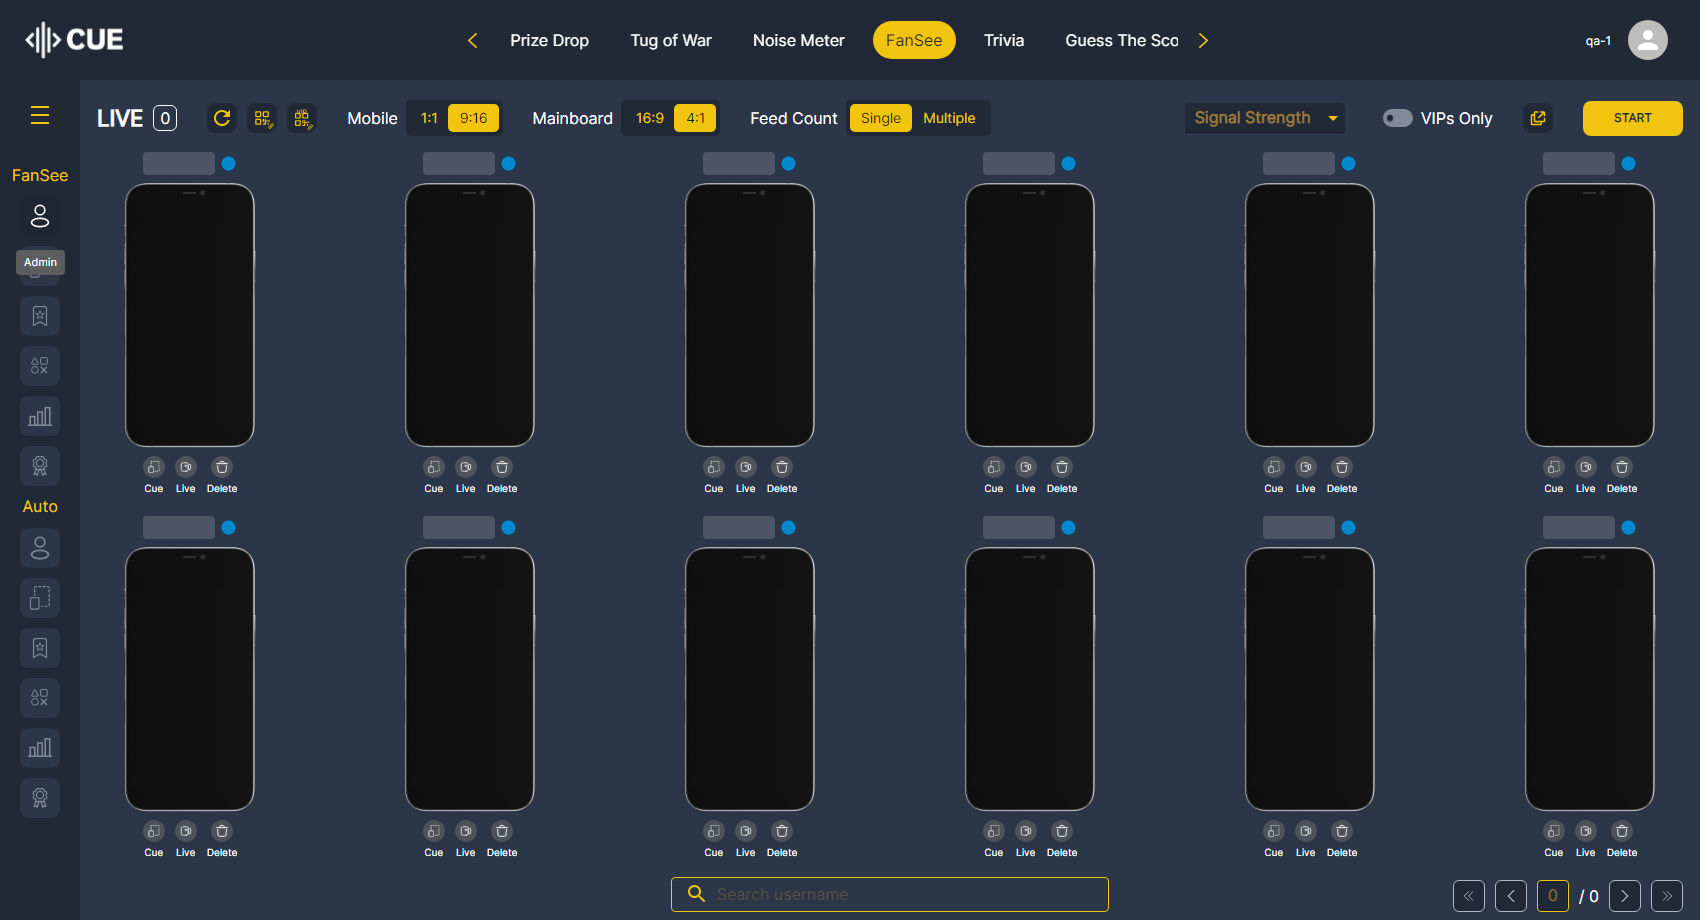 CUE
Prize Drop Tug of War Noise Meter FanSee Trivia Guess The Sco
qa-1
LIVE 0 Mobile 1:1 9:16 Mainboard 16:9 4:1 Feed Count Single Multiple Signal Strength VIPs Only START
FanSee
Admin
Auto
Cue Live Delete Cue Live Delete Cue Live Delete Cue Live Delete Cue Live Delete Cue Live Delete
Cue Live Delete Cue Live Delete Cue Live Delete Cue Live Delete Cue Live Delete Cue Live Delete
Search username
0 / 0